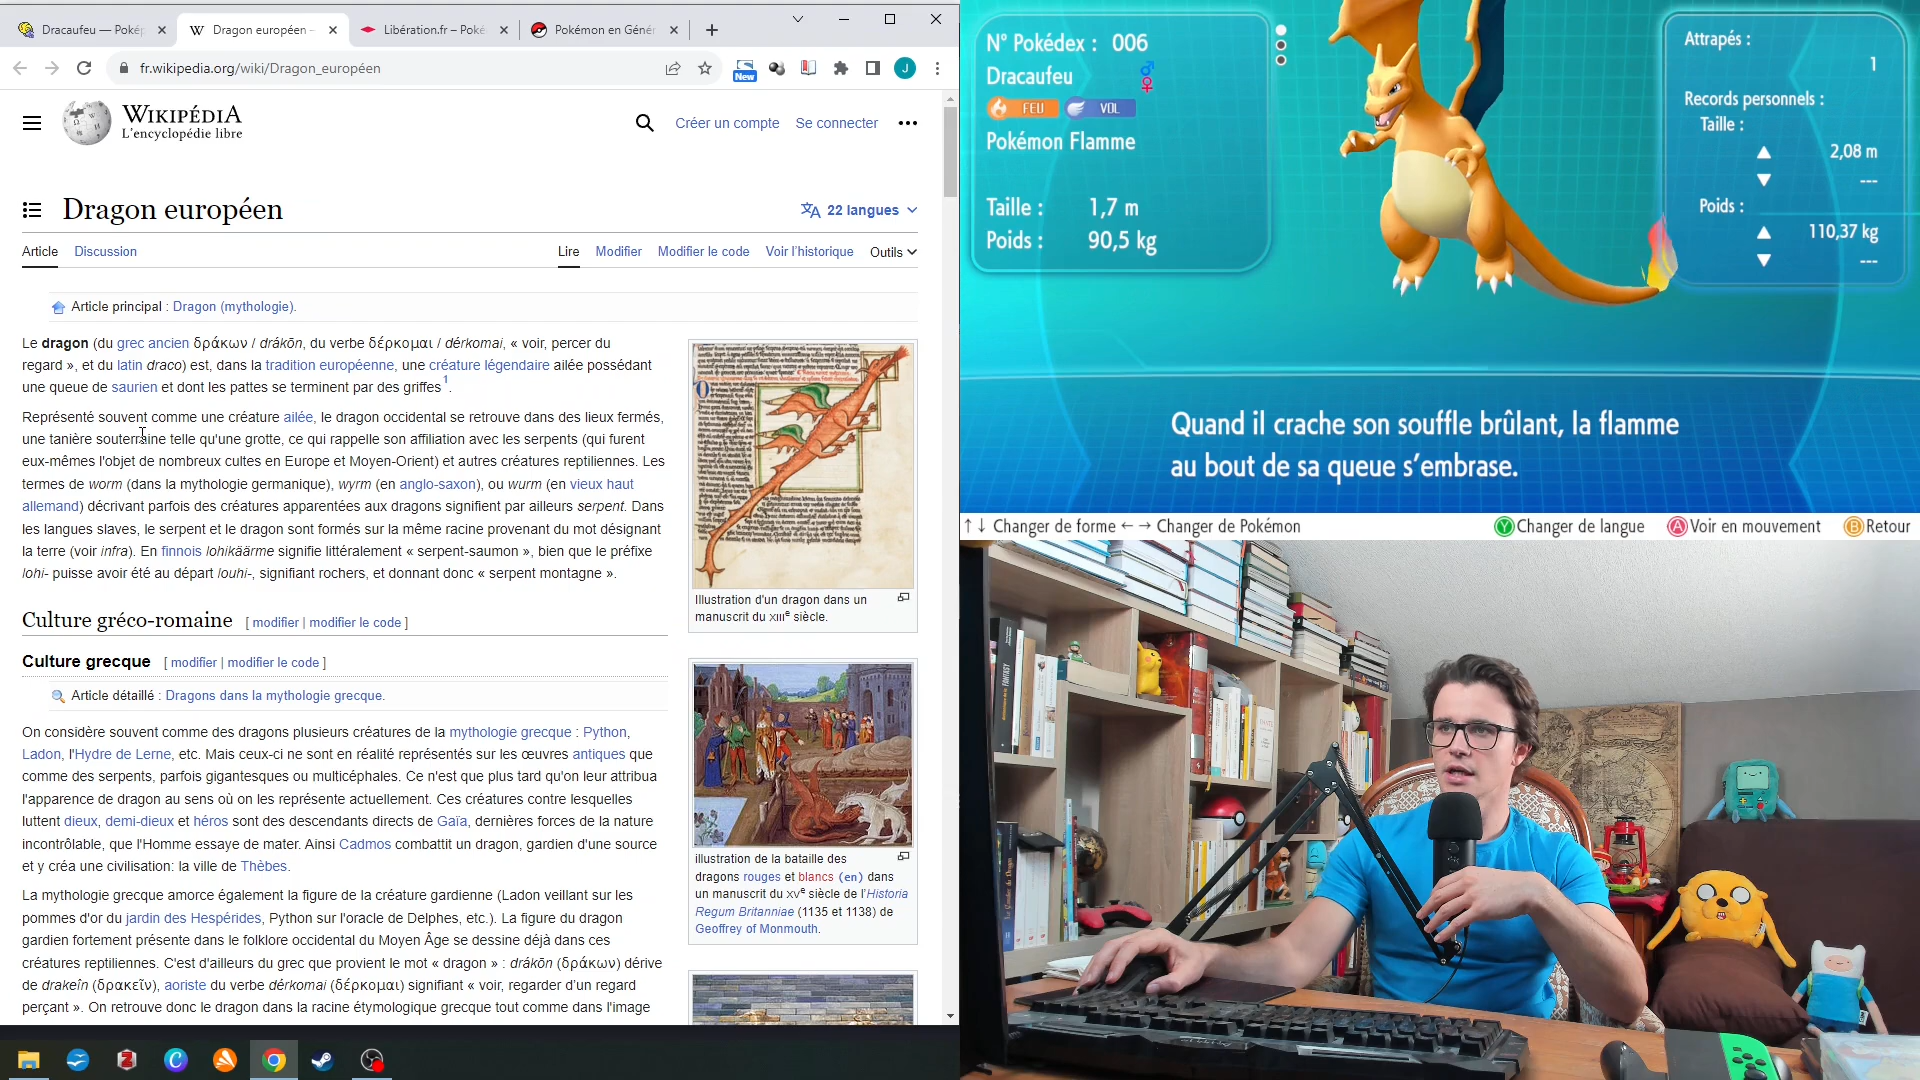 Dracaufeu — Poké
Dragon européen –
Libération.fr – Poké
Pokémon en Génér
fr.wikipedia.org/wiki/Dragon_européen
New
J
WIKIPÉDIA
L'encyclopédie libre
Créer un compte
Se connecter
Dragon européen
22 langues
Article
Discussion
Lire
Modifier
Modifier le code
Voir l'historique
Outils
Article principal : Dragon (mythologie).
Le dragon (du grec ancien δράκων / drákōn, du verbe δέρκομαι / dérkomai, « voir, percer du
regard », et du latin draco) est, dans la tradition européenne, une créature légendaire ailée possédant
une queue de saurien et dont les pattes se terminent par des griffes1.
Représenté souvent comme une créature ailée, le dragon occidental se retrouve dans des lieux fermés,
une tanière souterraine telle qu'une grotte, ce qui rappelle son affiliation avec les serpents (qui furent
eux-mêmes l'objet de nombreux cultes en Europe et Moyen-Orient) et autres créatures reptiliennes. Les
termes de worm (dans la mythologie germanique), wyrm (en anglo-saxon), ou wurm (en vieux haut
allemand) décrivant parfois des créatures apparentées aux dragons signifient par ailleurs serpent. Dans
les langues slaves, le serpent et le dragon sont formés sur la même racine provenant du mot désignant
la terre (voir infra). En finnois lohikäärme signifie littéralement « serpent-saumon », bien que le préfixe
lohi- puisse avoir été au départ louhi-, signifiant rochers, et donnant donc « serpent montagne ».
Illustration d'un dragon dans un
manuscrit du XIIIe siècle.
Culture gréco-romaine [ modifier | modifier le code ]
Culture grecque [ modifier | modifier le code ]
Article détaillé : Dragons dans la mythologie grecque.
On considère souvent comme des dragons plusieurs créatures de la mythologie grecque : Python,
Ladon, l'Hydre de Lerne, etc. Mais ceux-ci ne sont en réalité représentés sur les œuvres antiques que
comme des serpents, parfois gigantesques ou multicéphales. Ce n'est que plus tard qu'on leur attribua
l'apparence de dragon au sens où on les représente actuellement. Ces créatures contre lesquelles
luttent dieux, demi-dieux et héros sont des descendants directs de Gaïa, dernières forces de la nature
incontrôlable, que l'Homme essaye de mater. Ainsi Cadmos combattit un dragon, gardien d'une source
et y créa une civilisation: la ville de Thèbes.
La mythologie grecque amorce également la figure de la créature gardienne (Ladon veillant sur les
pommes d'or du jardin des Hespérides, Python sur l'oracle de Delphes, etc.). La figure du dragon
gardien fortement présente dans le folklore occidental du Moyen Âge se dessine déjà dans ces
créatures reptiliennes. C'est d'ailleurs du grec que provient le mot « dragon » : drákōn (δράκων) dérive
de drakeîn (δρακεῖν), aoriste du verbe dérkomai (δέρκομαι) signifiant « voir, regarder d'un regard
perçant ». On retrouve donc le dragon dans la racine étymologique grecque tout comme dans l'image
illustration de la bataille des
dragons rouges et blancs (en) dans
un manuscrit du XVe siècle de l'Historia
Regum Britanniae (1135 et 1138) de
Geoffrey of Monmouth.
N° Pokédex : 006
Dracaufeu
FEU
VOL
Pokémon Flamme
Taille : 1,7 m
Poids : 90,5 kg
Attrapés :
1
Records personnels :
Taille :
2,08 m
---
Poids :
110,37 kg
---
Quand il crache son souffle brûlant, la flamme
au bout de sa queue s'embrase.
↑↓ Changer de forme ←→ Changer de Pokémon
Y Changer de langue
A Voir en mouvement
B Retour